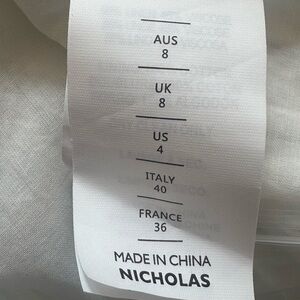 AUS
8
UK
8
US
4
ITALY
40
FRANCE
36
MADE IN CHINA
NICHOLAS